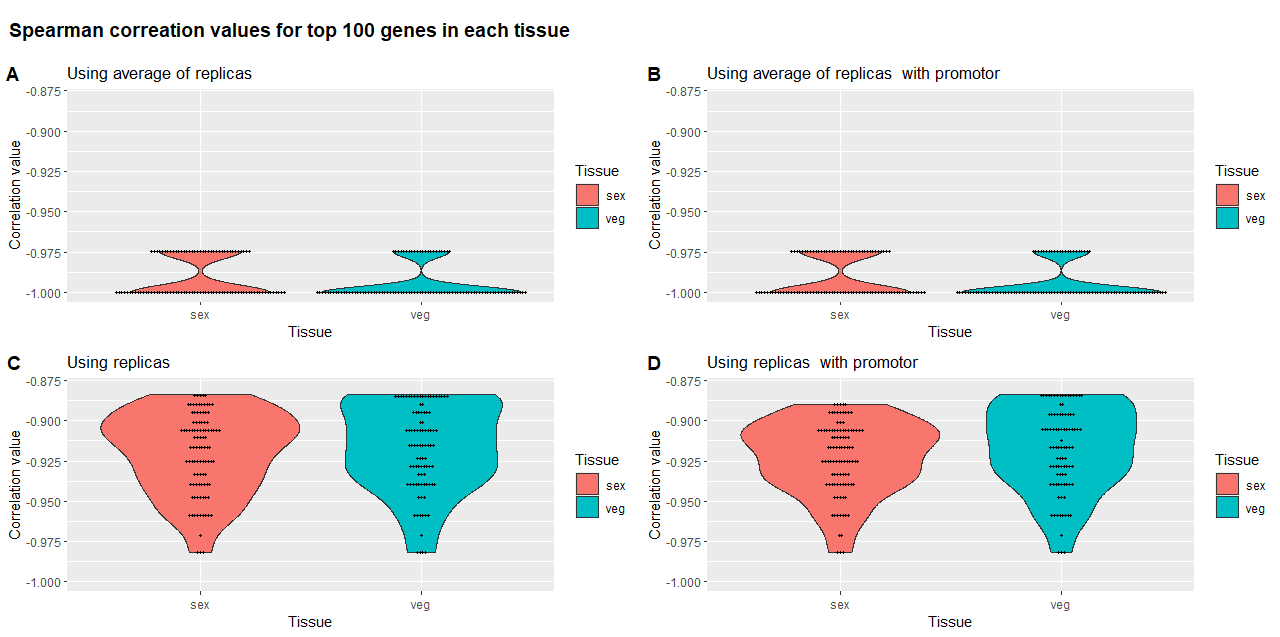 Spearman correation values for top 100 genes in each tissue
A
Using average of replicas
-0.875
-0.900
-0.925
-0.950
-0.975
-1.000
Correlation value
sex
veg
Tissue
Tissue
sex
veg
B
Using average of replicas  with promotor
-0.875
-0.900
-0.925
-0.950
-0.975
-1.000
Correlation value
sex
veg
Tissue
Tissue
sex
veg
C
Using replicas
-0.875
-0.900
-0.925
-0.950
-0.975
-1.000
Correlation value
sex
veg
Tissue
Tissue
sex
veg
D
Using replicas  with promotor
-0.875
-0.900
-0.925
-0.950
-0.975
-1.000
Correlation value
sex
veg
Tissue
Tissue
sex
veg